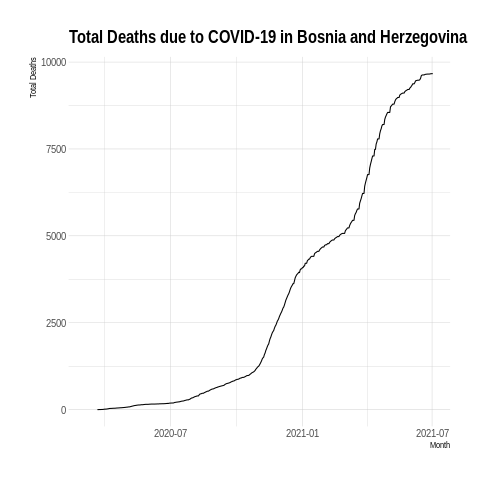 Total Deaths due to COVID-19 in Bosnia and Herzegovina
Total Deaths
10000
7500
5000
2500
0
2020-07
2021-01
2021-07
Month